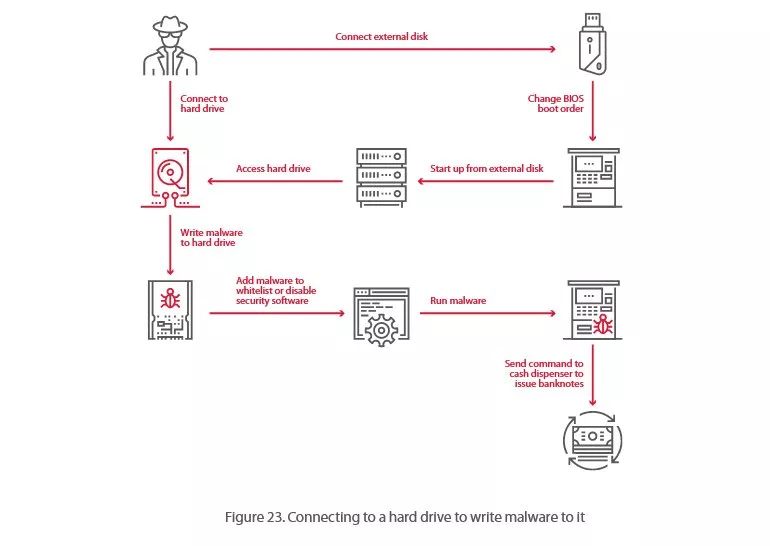 Connect external disk
Connect to
hard drive
Change BIOS
boot order
Access hard drive
Start up from external disk
Write malware
to hard drive
Add malware to
whitelist or disable
security software
Run malware
Send command to
cash dispenser to
issue banknotes
Figure 23. Connecting to a hard drive to write malware to it